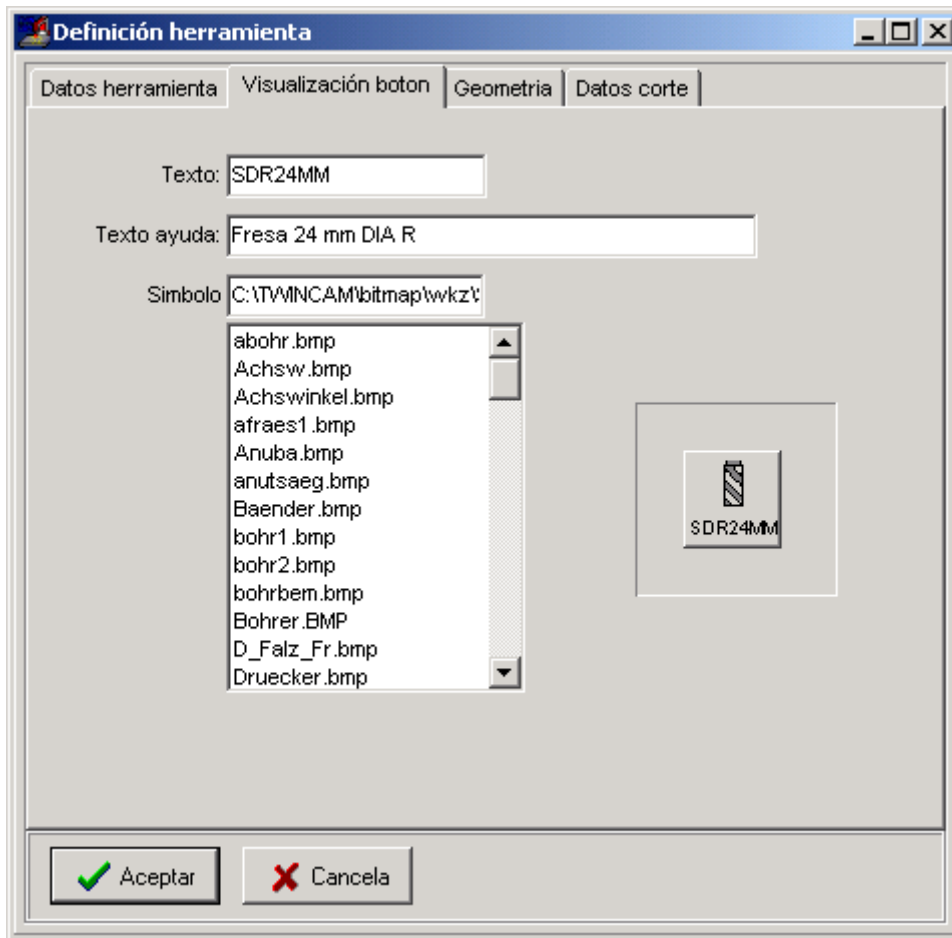 Definición herramienta
Datos herramienta Visualización boton Geometria Datos corte
Texto: SDR24MM
Texto ayuda: Fresa 24 mm DIA R
Simbolo C:\TWINCAM\bitmap\wkz\
abohr.bmp
Achsw.bmp
Achswinkel.bmp
afraes1.bmp
Anuba.bmp
anutsaeg.bmp
Baender.bmp
bohr1.bmp
bohr2.bmp
bohrbem.bmp
Bohrer.BMP
D_Falz_Fr.bmp
Druecker.bmp
SDR24MM
Aceptar Cancela